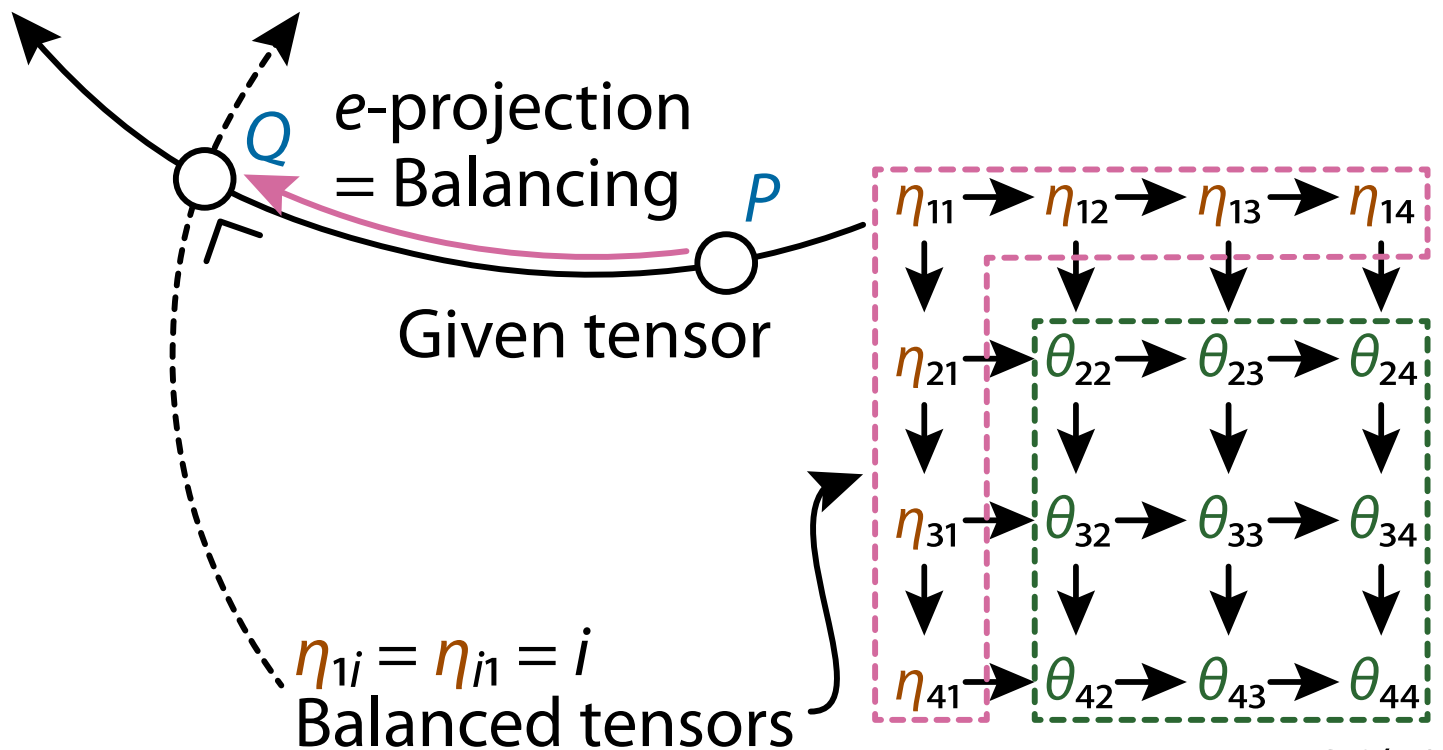 e-projection
= Balancing
Q
P
Given tensor
η₁ᵢ = ηᵢ₁ = i
Balanced tensors
η₁₁ η₁₂ η₁₃ η₁₄
η₂₁ θ₂₂ θ₂₃ θ₂₄
η₃₁ θ₃₂ θ₃₃ θ₃₄
η₄₁ θ₄₂ θ₄₃ θ₄₄